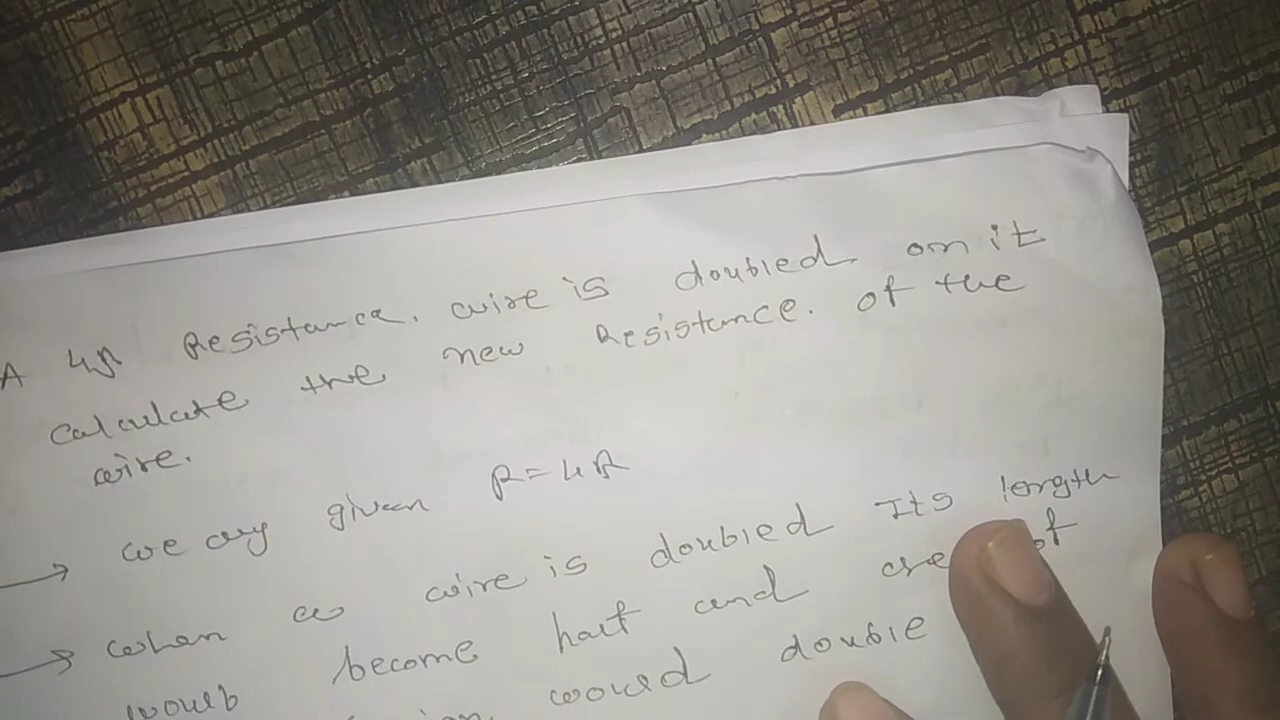 A 4Ω Resistance. wire is doubled on it
calculate the new Resistance. of the
wire.
we are given R=4Ω
When a wire is doubled Its length
would become half and of
would double